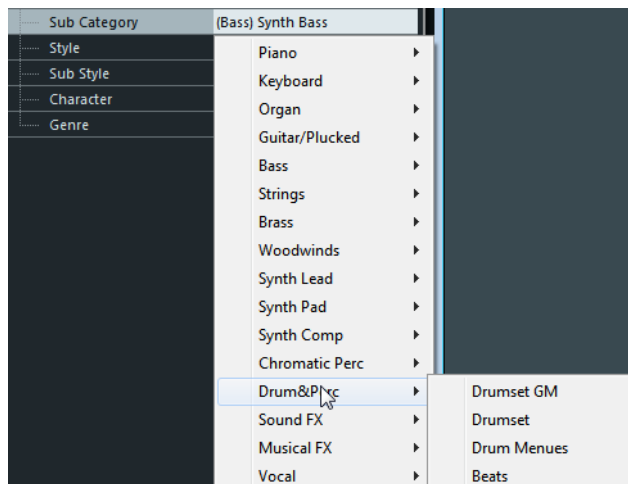 Sub Category
(Bass) Synth Bass
Style
Sub Style
Character
Genre
Piano
Keyboard
Organ
Guitar/Plucked
Bass
Strings
Brass
Woodwinds
Synth Lead
Synth Pad
Synth Comp
Chromatic Perc
Drum&Perc
Sound FX
Musical FX
Vocal
Drumset GM
Drumset
Drum Menues
Beats